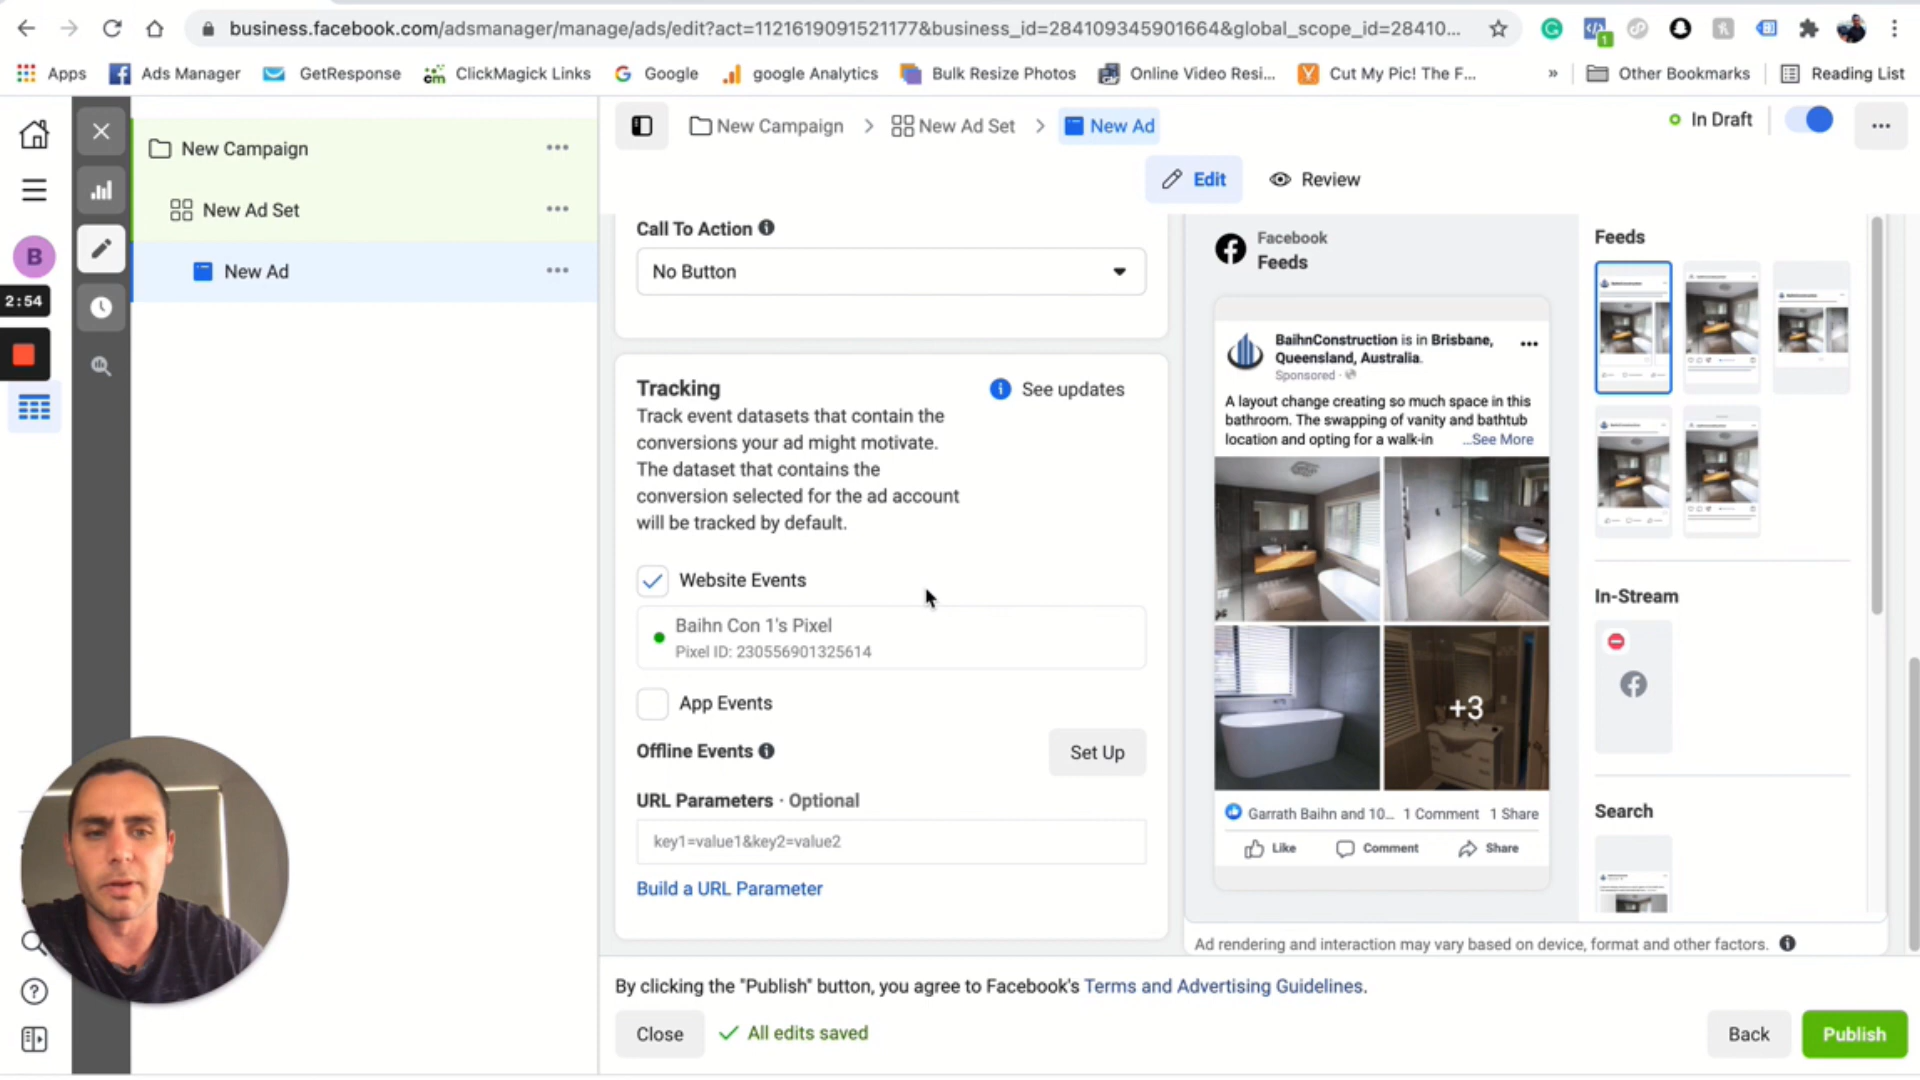 business.facebook.com/adsmanager/manage/ads/edit?act=1121619091521177&business_id=284109345901664&global_scope_id=28410...
1
Apps
Ads Manager
GetResponse
ClickMagick Links
Google
google Analytics
Bulk Resize Photos
Online Video Resi...
Cut My Pic! The F...
»
Other Bookmarks
Reading List
New Campaign
New Ad Set
New Ad
B
2:54
New Campaign
New Ad Set
New Ad
In Draft
Edit
Review
Call To Action
No Button
Tracking
See updates
Track event datasets that contain the
conversions your ad might motivate.
The dataset that contains the
conversion selected for the ad account
will be tracked by default.
Website Events
Baihn Con 1's Pixel
Pixel ID: 230556901325614
App Events
Offline Events
Set Up
URL Parameters · Optional
key1=value1&key2=value2
Build a URL Parameter
Facebook
Feeds
BaihnConstruction is in Brisbane,
Queensland, Australia.
Sponsored ·
A layout change creating so much space in this
bathroom. The swapping of vanity and bathtub
location and opting for a walk-in ...See More
+3
Garrath Baihn and 10... 1 Comment 1 Share
Like
Comment
Share
Feeds
In-Stream
Search
Ad rendering and interaction may vary based on device, format and other factors.
By clicking the "Publish" button, you agree to Facebook's Terms and Advertising Guidelines.
Close
All edits saved
Back
Publish